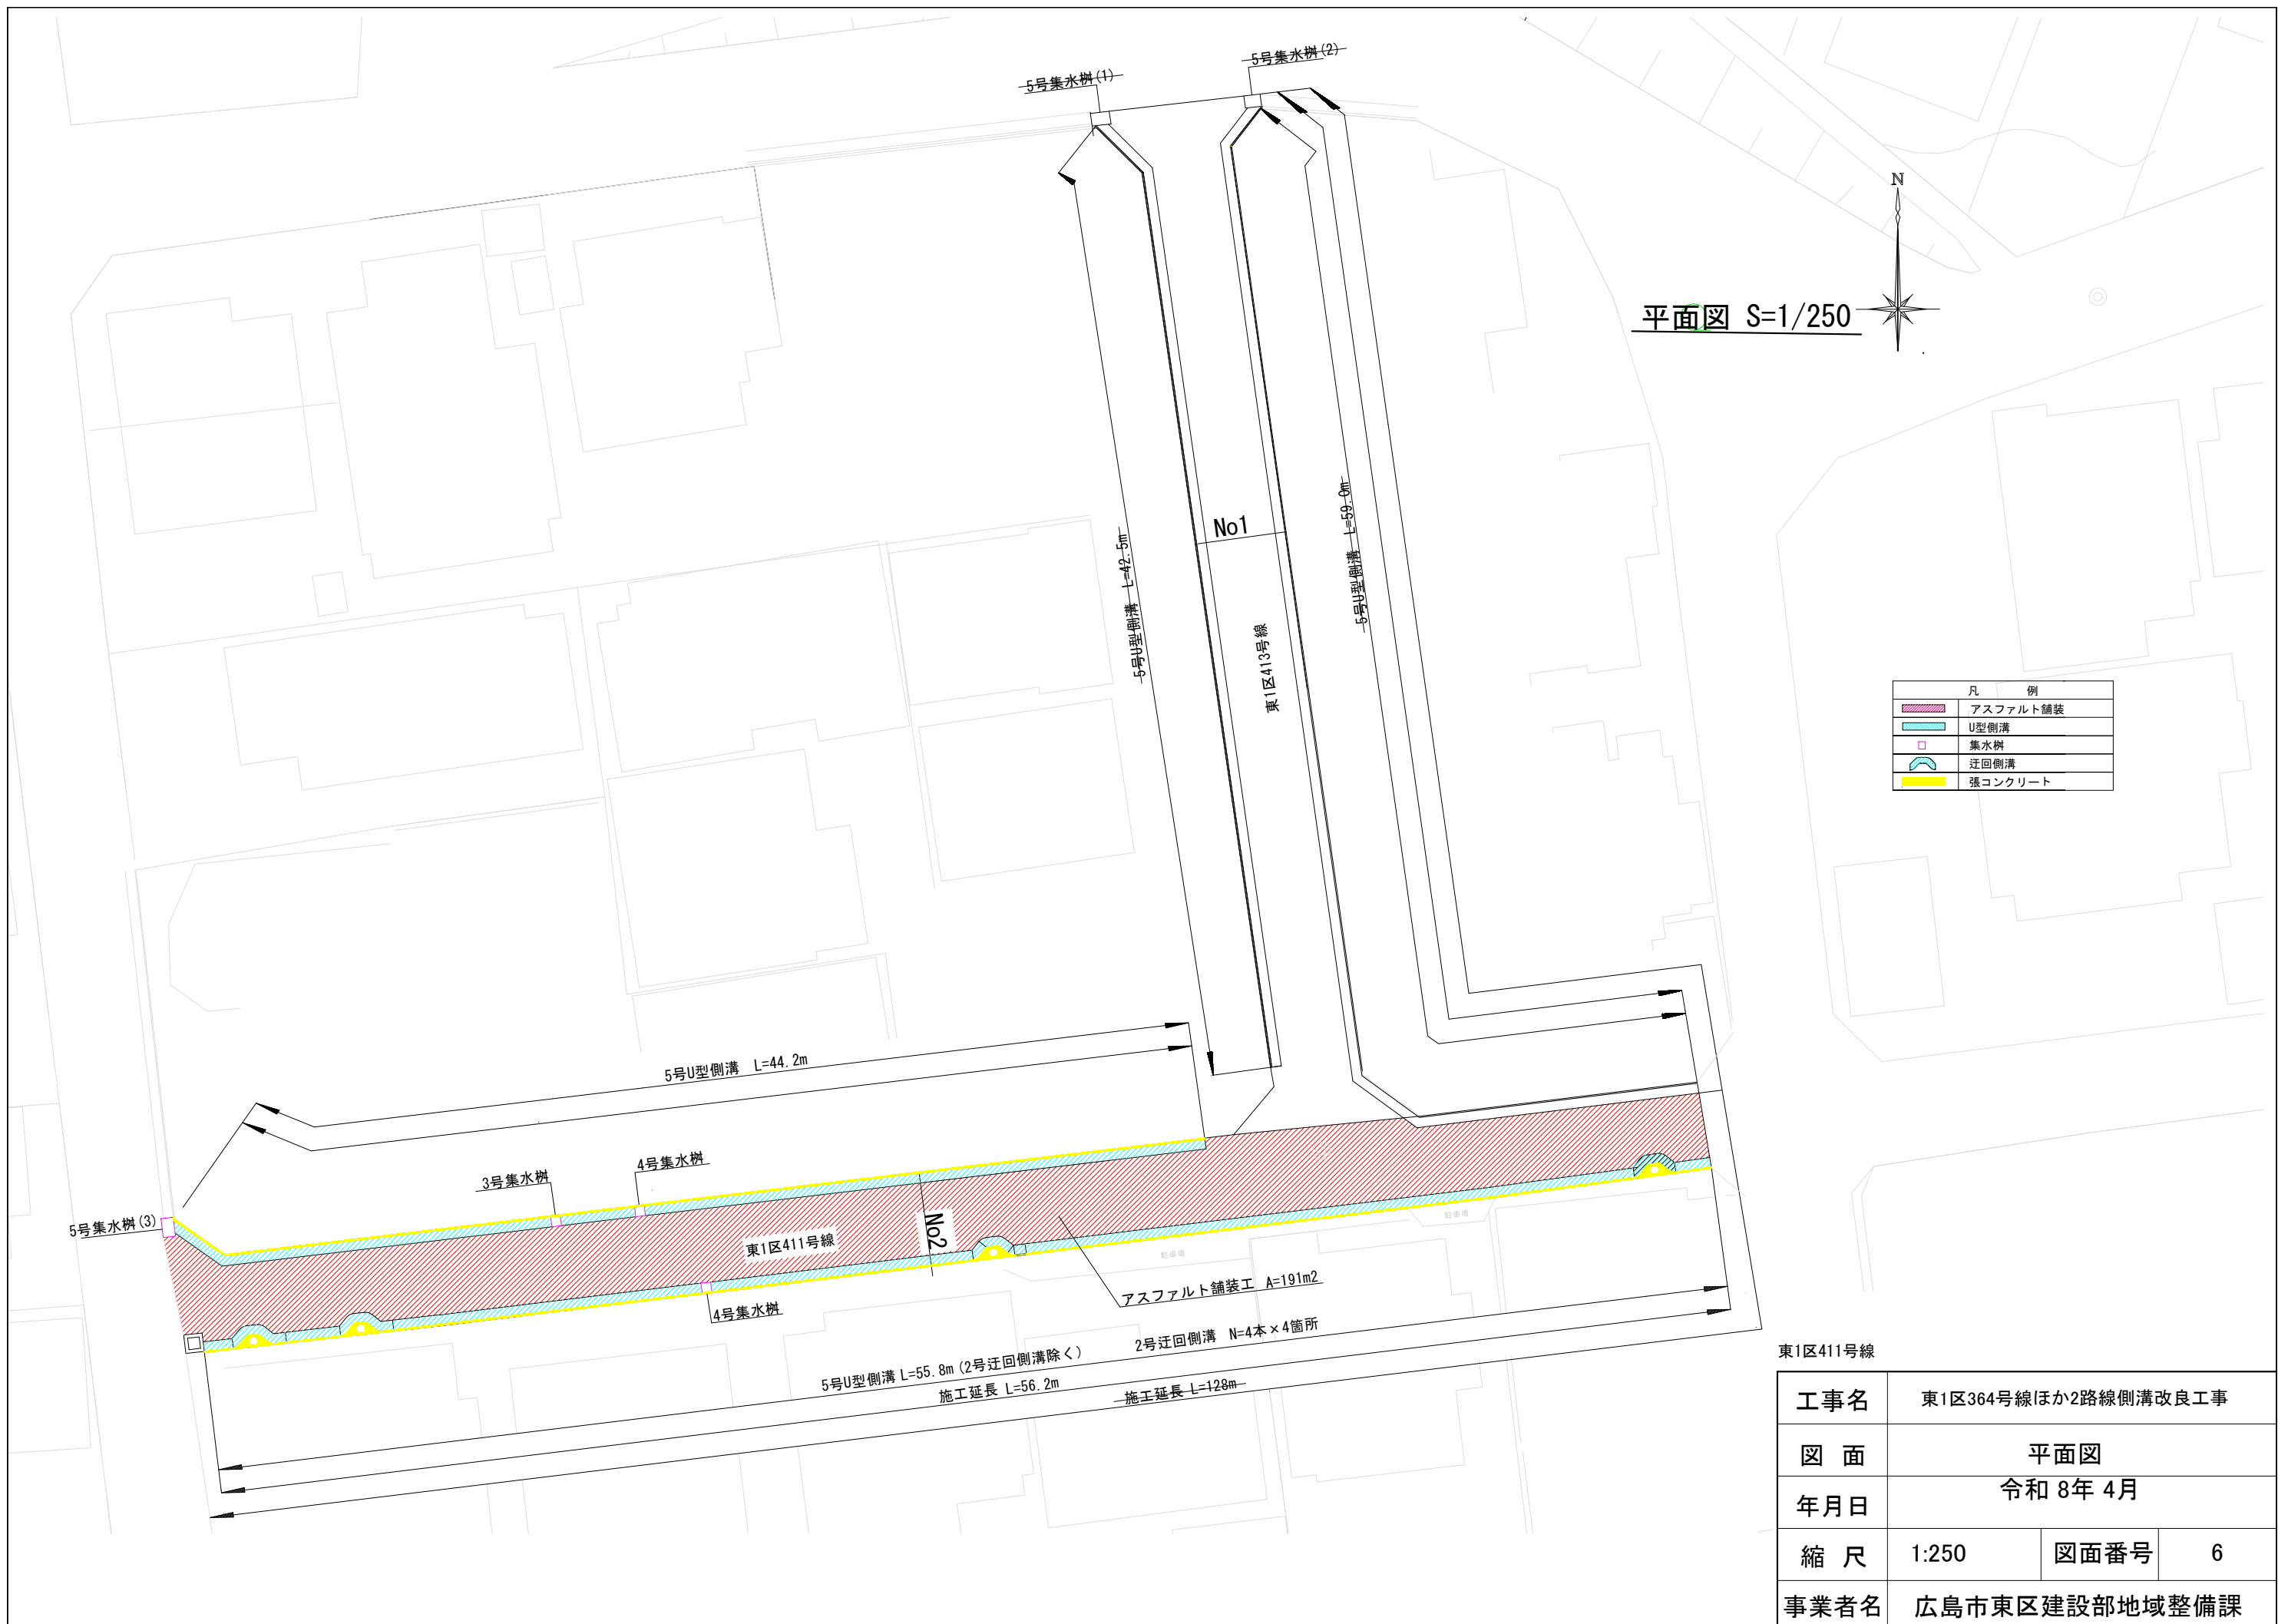 5号集水桝(1)
5号集水桝(2)
N
平面図 S=1/250
No1
5号U型側溝 L=42.5m
5号U型側溝 L=59.0m
東1区413号線
凡 例
アスファルト舗装
U型側溝
集水桝
迂回側溝
張コンクリート
5号U型側溝 L=44.2m
3号集水桝
4号集水桝
5号集水桝(3)
東1区411号線
No2
駐車場
駐車場
アスファルト舗装工 A=191m2
4号集水桝
2号迂回側溝 N=4本×4箇所
5号U型側溝 L=55.8m(2号迂回側溝除く)
施工延長 L=56.2m
施工延長 L=128m
東1区411号線
工事名 東1区364号線ほか2路線側溝改良工事
図 面 平面図
年月日 令和 8年 4月
縮 尺 1:250 図面番号 6
事業者名 広島市東区建設部地域整備課